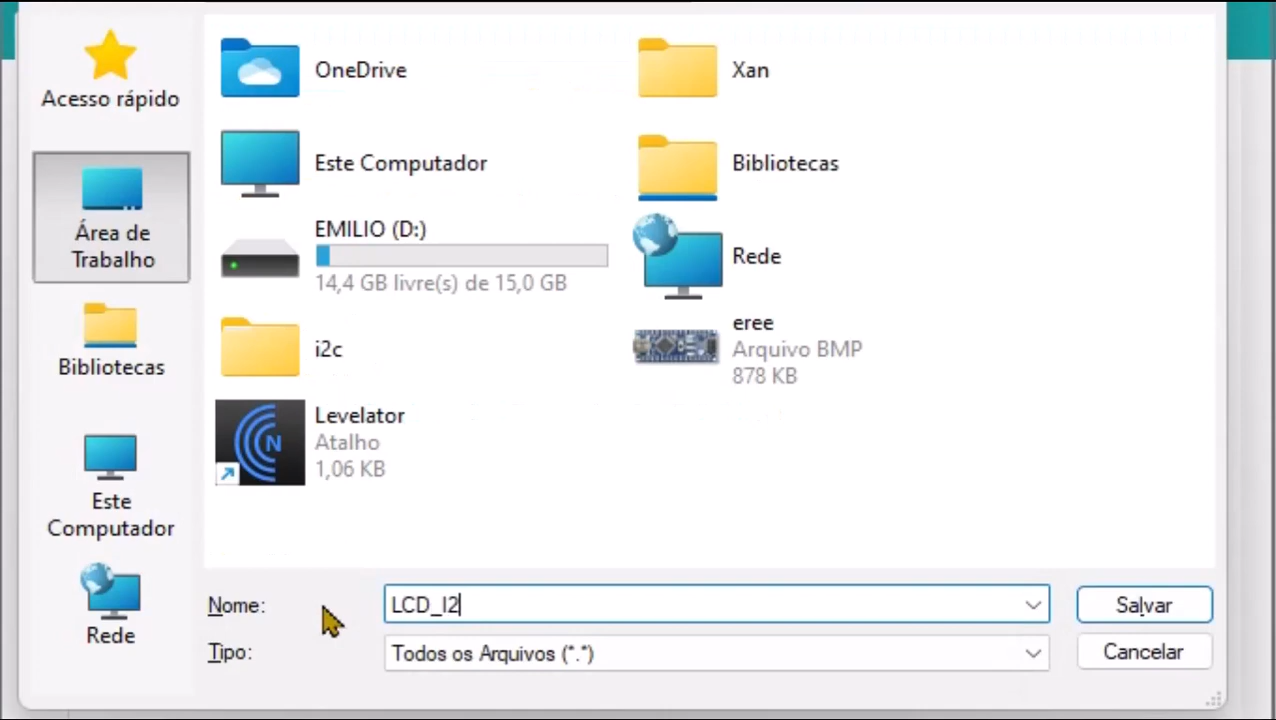 Acesso rápido
Área de
Trabalho
Bibliotecas
Este
Computador
Rede
OneDrive
Xan
Este Computador
Bibliotecas
EMILIO (D:)
14,4 GB livre(s) de 15,0 GB
Rede
i2c
eree
Arquivo BMP
878 KB
Levelator
Atalho
1,06 KB
N
Nome:
LCD_I2
Salvar
Tipo:
Todos os Arquivos (*.*)
Cancelar